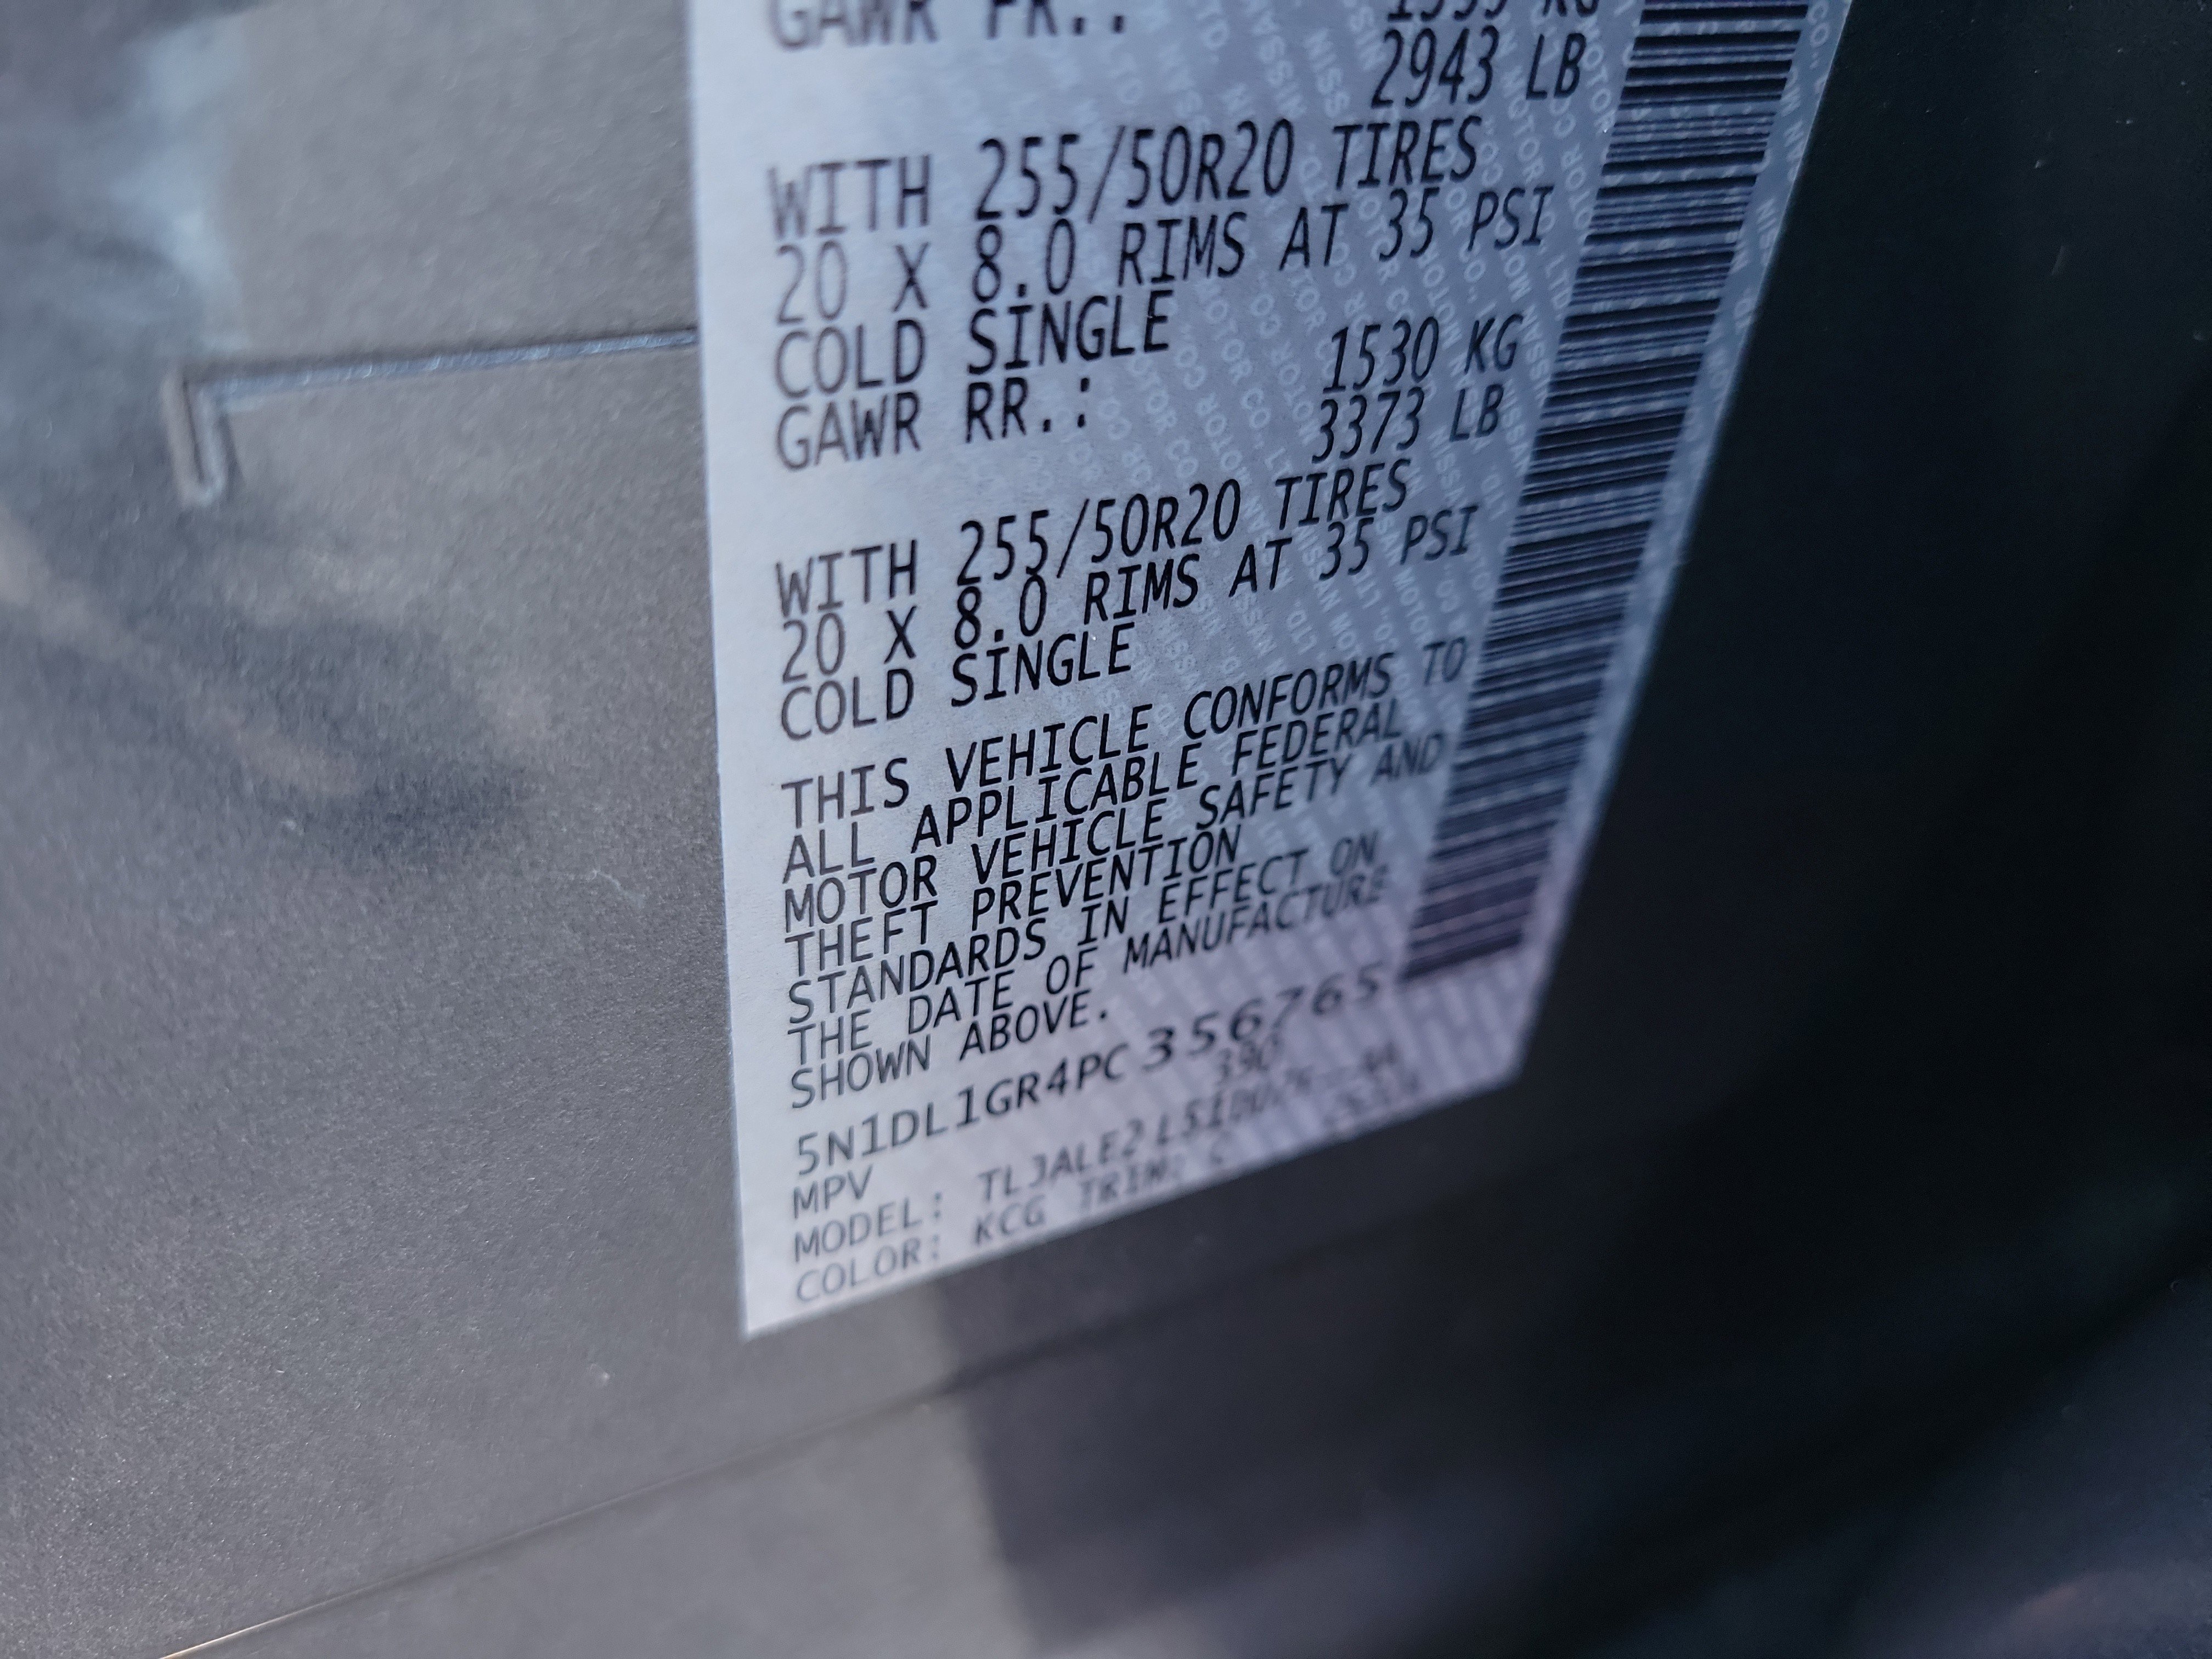 GAWR FR.:
2943 LB
WITH 255/50R20 TIRES
20 X 8.0 RIMS AT 35 PSI
COLD SINGLE
GAWR RR.: 1530 KG
3373 LB
WITH 255/50R20 TIRES
20 X 8.0 RIMS AT 35 PSI
COLD SINGLE
THIS VEHICLE CONFORMS TO
ALL APPLICABLE FEDERAL
MOTOR VEHICLE SAFETY AND
THEFT PREVENTION
STANDARDS IN EFFECT ON
THE DATE OF MANUFACTURE
SHOWN ABOVE.
5N1DL1GR4PC356765
MPV
MODEL:
COLOR: KCG TRIM: